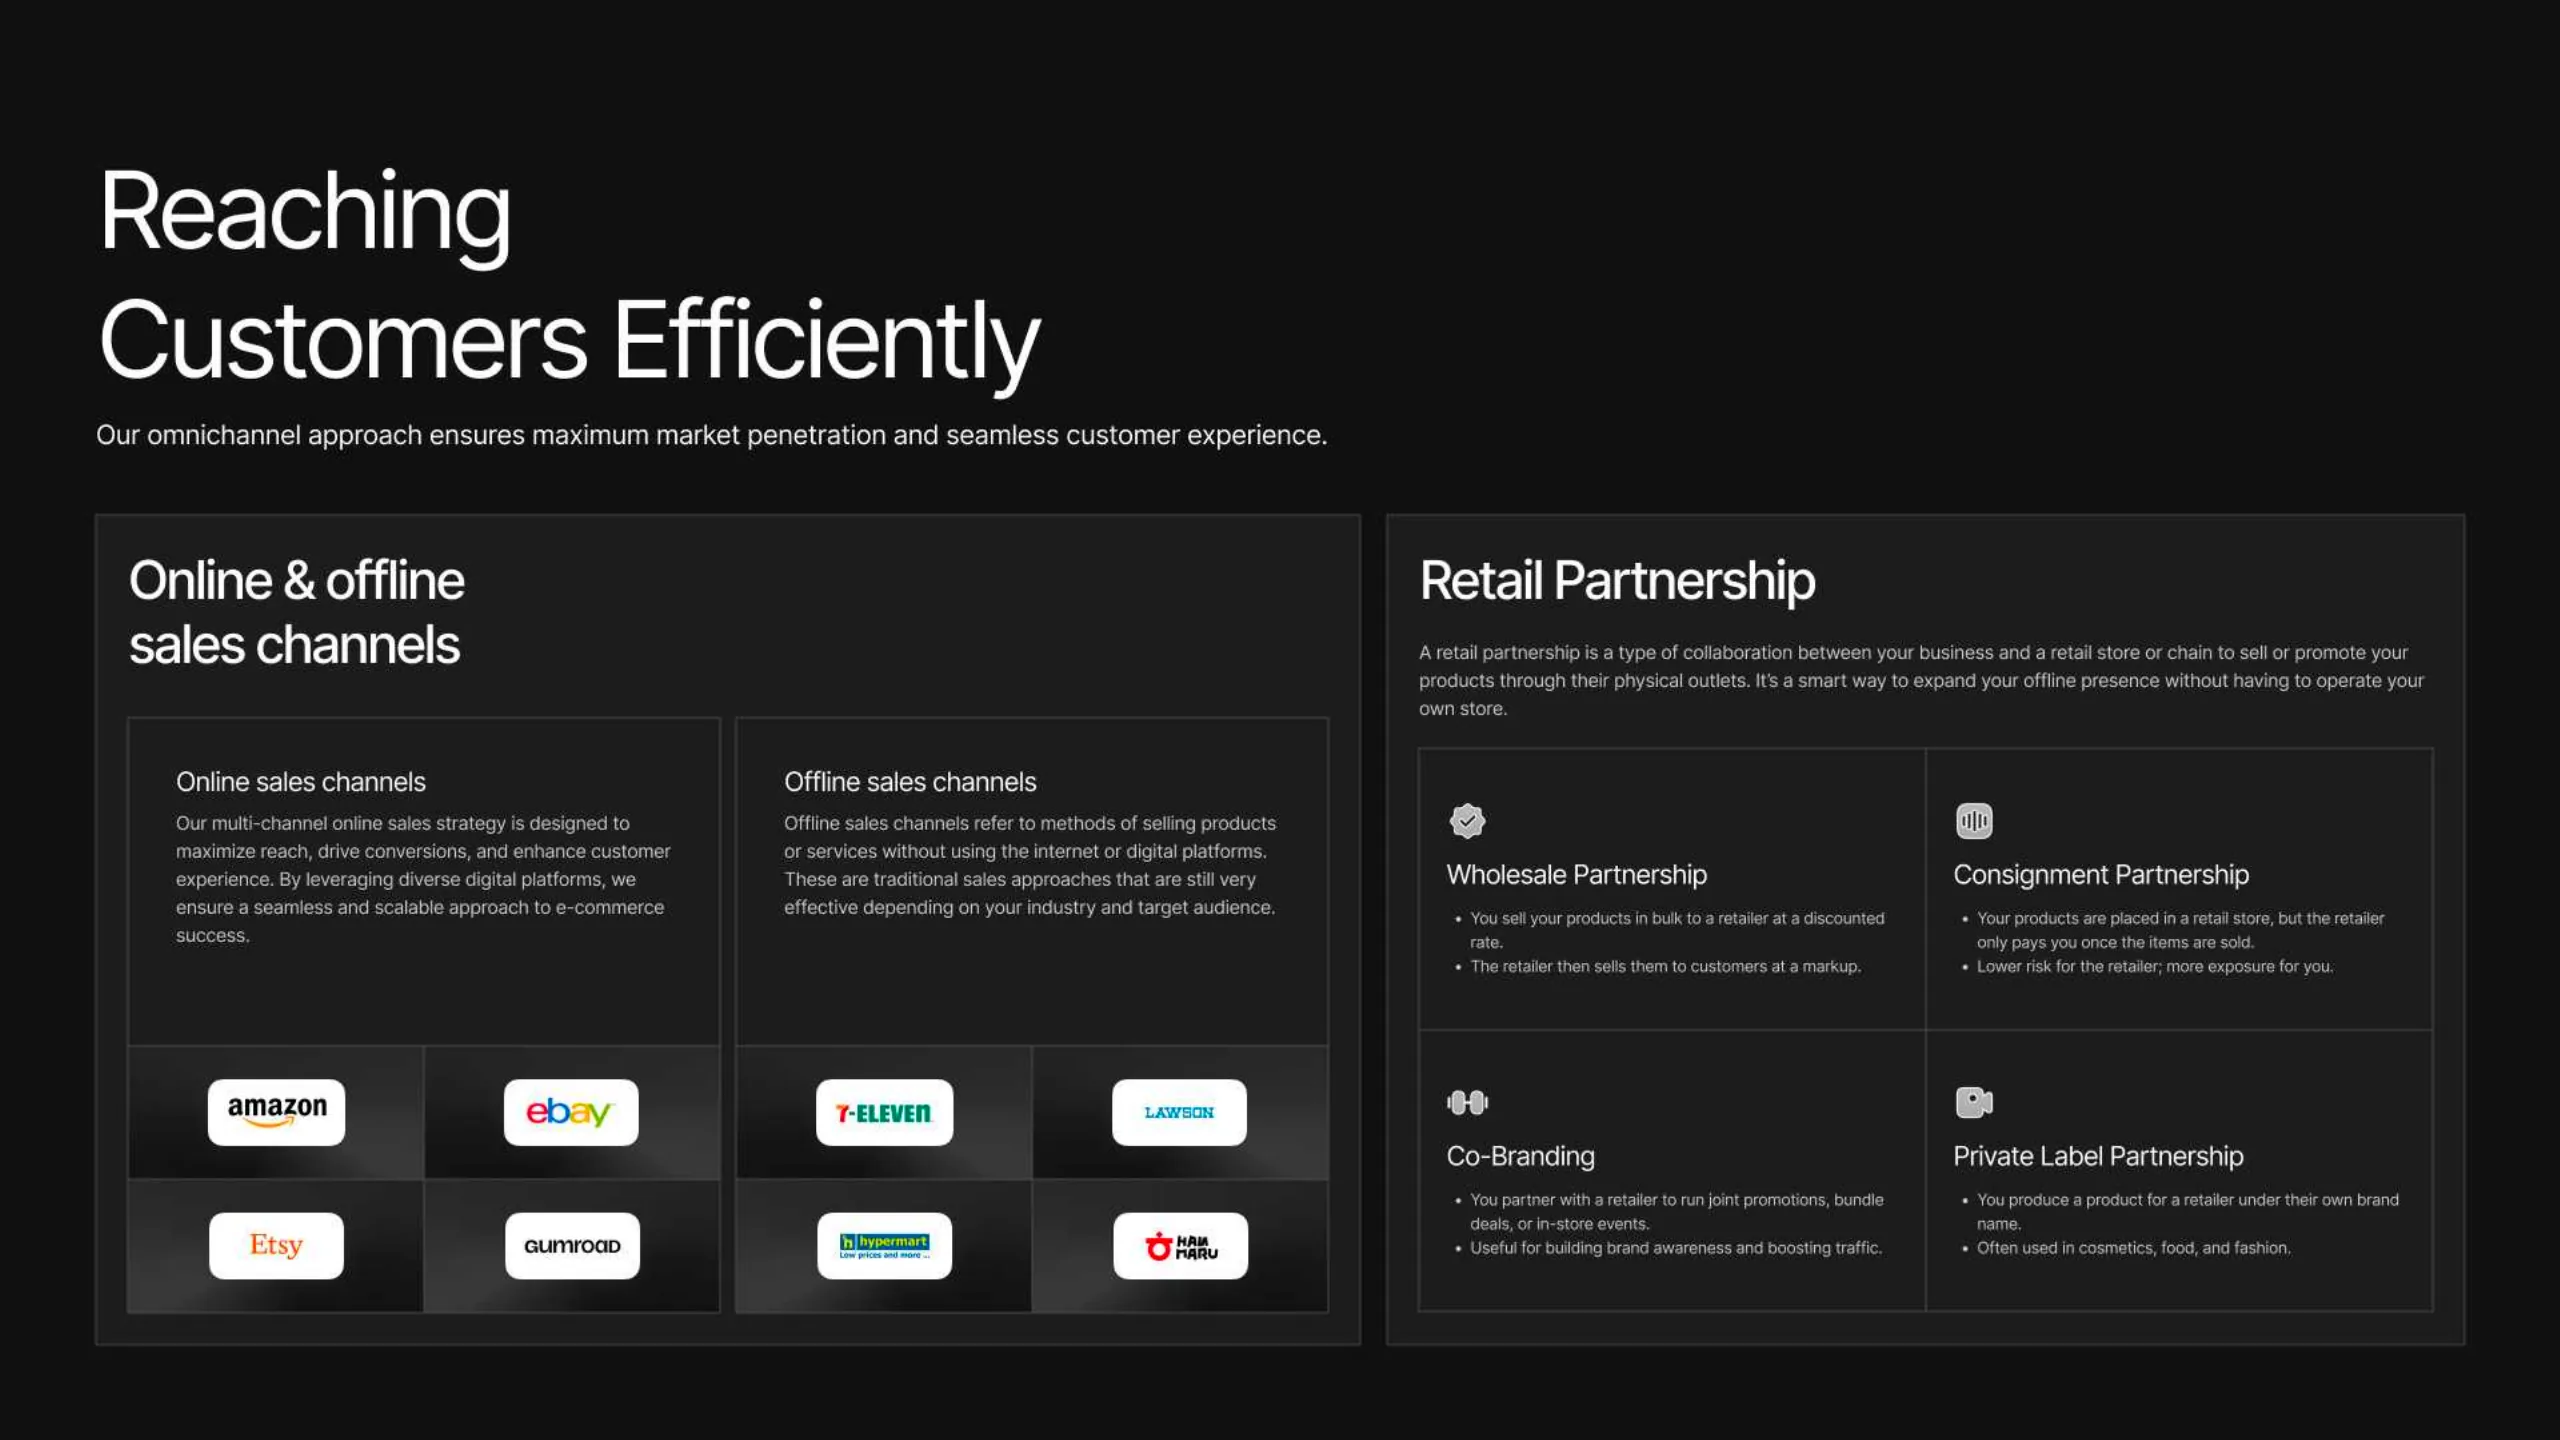 Reaching
Customers Efficiently
Our omnichannel approach ensures maximum market penetration and seamless customer experience.
Online & offline
sales channels
Online sales channels
Our multi-channel online sales strategy is designed to
maximize reach, drive conversions, and enhance customer
experience. By leveraging diverse digital platforms, we
ensure a seamless and scalable approach to e-commerce
success.
amazon
ebay
Etsy
GUMROAD
Offline sales channels
Offline sales channels refer to methods of selling products
or services without using the internet or digital platforms.
These are traditional sales approaches that are still very
effective depending on your industry and target audience.
7-ELEVEn
LAWSON
h hypermart
Low prices and more ...
HAN
MARU
Retail Partnership
A retail partnership is a type of collaboration between your business and a retail store or chain to sell or promote your
products through their physical outlets. It's a smart way to expand your offline presence without having to operate your
own store.
Wholesale Partnership
• You sell your products in bulk to a retailer at a discounted
rate.
• The retailer then sells them to customers at a markup.
Consignment Partnership
• Your products are placed in a retail store, but the retailer
only pays you once the items are sold.
• Lower risk for the retailer; more exposure for you.
Co-Branding
• You partner with a retailer to run joint promotions, bundle
deals, or in-store events.
• Useful for building brand awareness and boosting traffic.
Private Label Partnership
• You produce a product for a retailer under their own brand
name.
• Often used in cosmetics, food, and fashion.